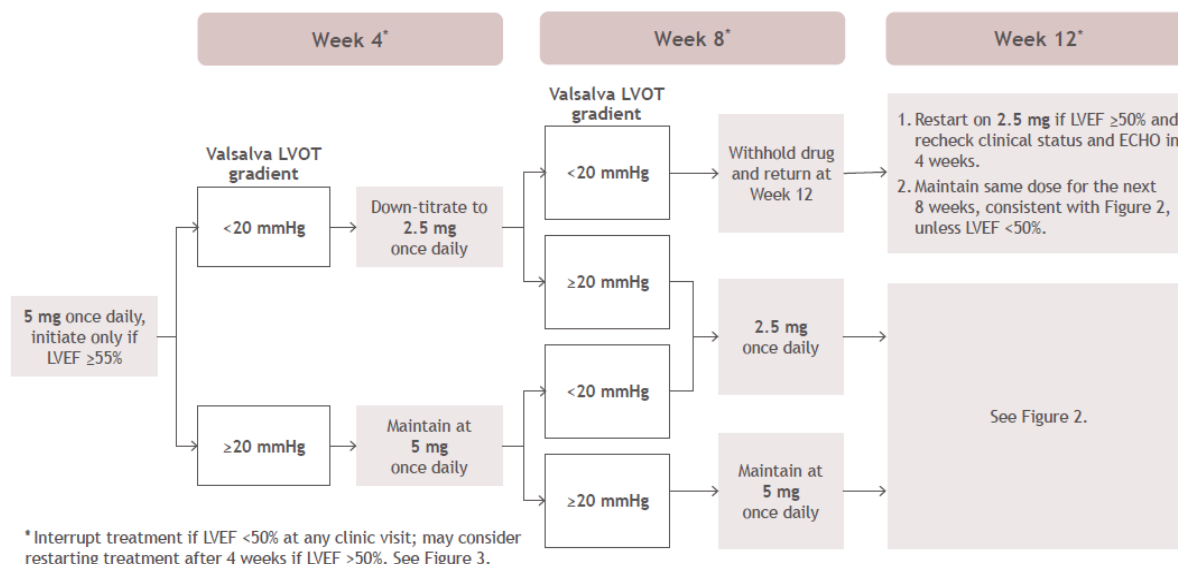 Week 4*
Week 8*
Week 12*
5 mg once daily,
initiate only if
LVEF ≥55%
Valsalva LVOT
gradient
<20 mmHg
≥20 mmHg
Down-titrate to
2.5 mg
once daily
Maintain at
5 mg
once daily
Valsalva LVOT
gradient
<20 mmHg
≥20 mmHg
<20 mmHg
≥20 mmHg
Withhold drug
and return at
Week 12
2.5 mg
once daily
Maintain at
5 mg
once daily
1. Restart on 2.5 mg if LVEF ≥50% and
recheck clinical status and ECHO in
4 weeks.
2. Maintain same dose for the next
8 weeks, consistent with Figure 2,
unless LVEF <50%.
See Figure 2.
* Interrupt treatment if LVEF <50% at any clinic visit; may consider
restarting treatment after 4 weeks if LVEF ≥50%. See Figure 3.